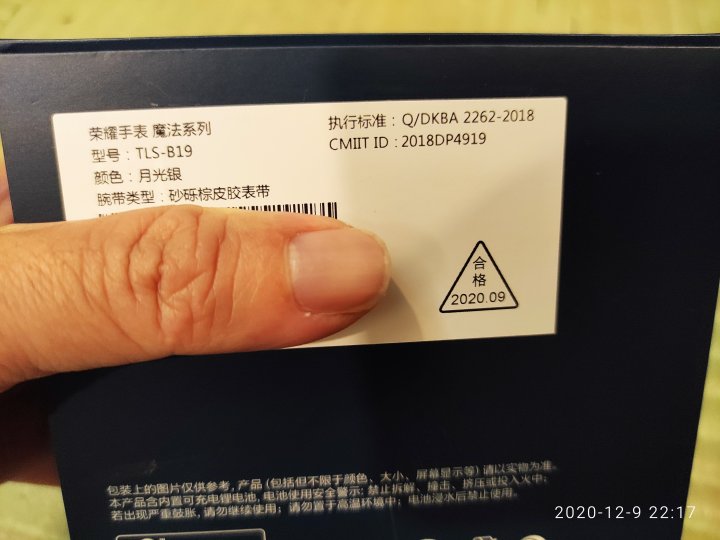 荣耀手表 魔法系列
型号：TLS-B19
颜色：月光银
腕带类型：砂砾棕皮胶表带
执行标准：Q/DKBA 2262-2018
CMIIT ID：2018DP4919
合
格
2020.09
包装上的图片仅供参考，产品 (包括但不限于颜色、大小、屏幕显示等) 请以实物为准。
本产品含内置可充电锂电池，电池使用安全警示: 禁止拆解、撞击、挤压或投入火中；
若出现严重鼓胀，请勿继续使用；请勿置于高温环境中；电池浸水后禁止使用。
2020-12-9 22:17